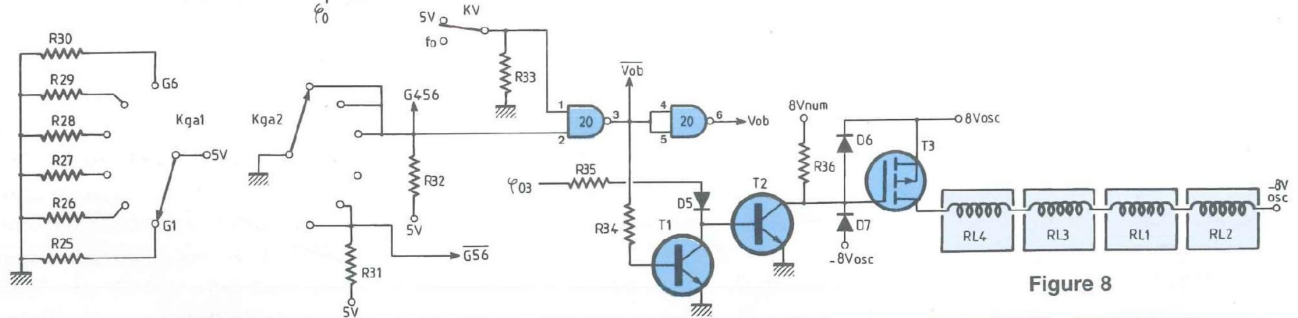 φ0
5V
KV
fo
R33
R30
R29
R28
R27
R26
R25
G6
Kga1
5V
G1
Kga2
G456
R32
5V
R31
5V
G56
1
2
20
3
Vob
4
5
20
6
Vob
φ03
R35
D5
R34
T1
T2
8Vnum
R36
D6
D7
-8Vosc
T3
8Vosc
RL4
RL3
RL1
RL2
-8V
osc
Figure 8